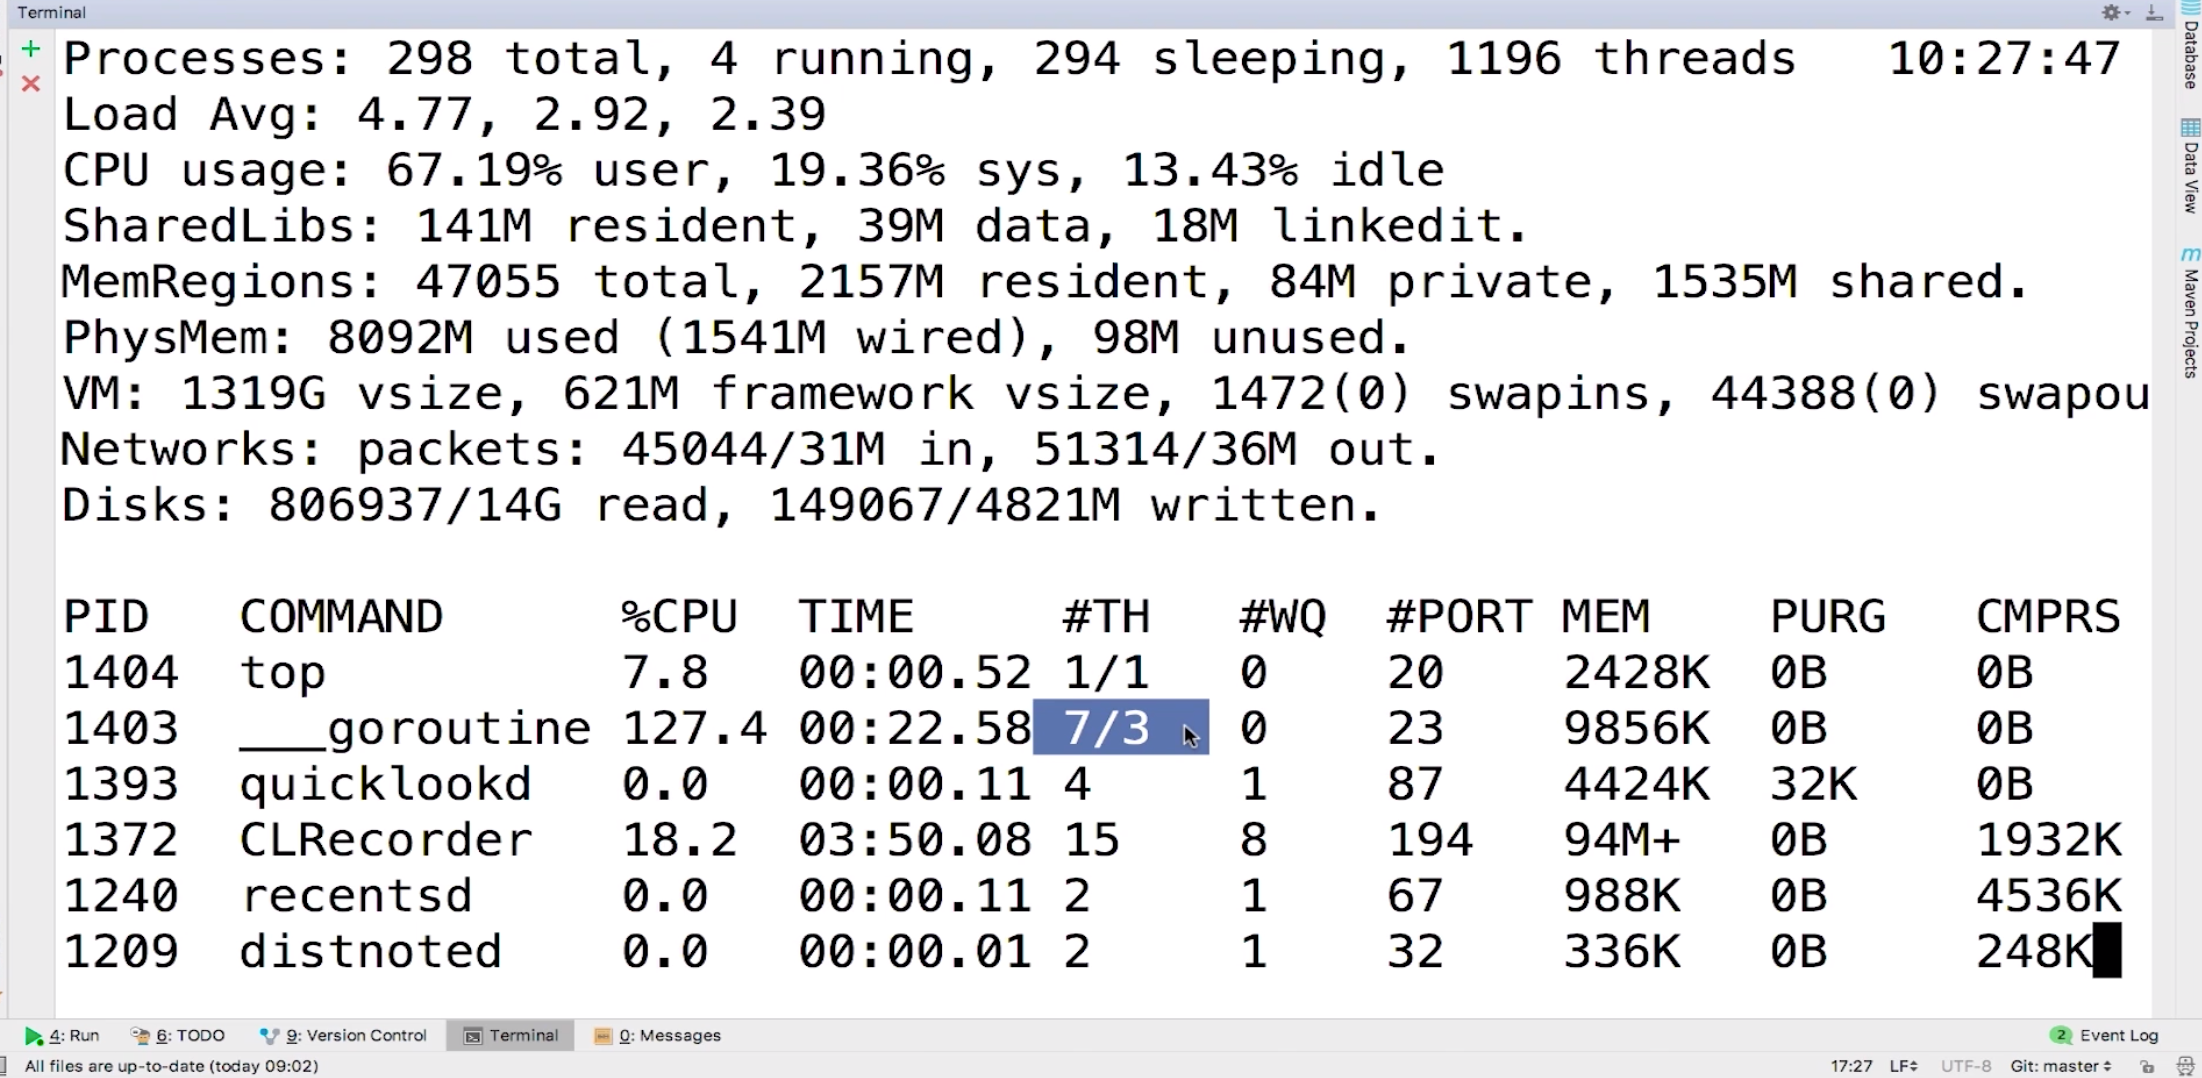 Terminal
Processes: 298 total, 4 running, 294 sleeping, 1196 threads 10:27:47
Load Avg: 4.77, 2.92, 2.39
CPU usage: 67.19% user, 19.36% sys, 13.43% idle
SharedLibs: 141M resident, 39M data, 18M linkedit.
MemRegions: 47055 total, 2157M resident, 84M private, 1535M shared.
PhysMem: 8092M used (1541M wired), 98M unused.
VM: 1319G vsize, 621M framework vsize, 1472(0) swapins, 44388(0) swapou
Networks: packets: 45044/31M in, 51314/36M out.
Disks: 806937/14G read, 149067/4821M written.
PID COMMAND %CPU TIME #TH #WQ #PORT MEM PURG CMPRS
1404 top 7.8 00:00.52 1/1 0 20 2428K 0B 0B
1403 ___goroutine 127.4 00:22.58 7/3 0 23 9856K 0B 0B
1393 quicklookd 0.0 00:00.11 4 1 87 4424K 32K 0B
1372 CLRecorder 18.2 03:50.08 15 8 194 94M+ 0B 1932K
1240 recentsd 0.0 00:00.11 2 1 67 988K 0B 4536K
1209 distnoted 0.0 00:00.01 2 1 32 336K 0B 248K
Database
Data View
m Maven Projects
4: Run 6: TODO 9: Version Control Terminal 0: Messages 2 Event Log
All files are up-to-date (today 09:02) 17:27 LF UTF-8 Git: master